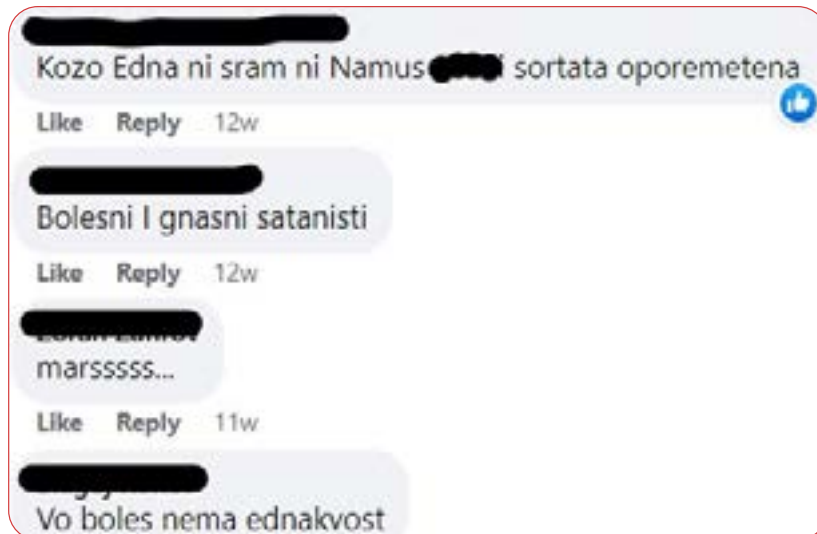 Kozo Edna ni sram ni Namus sortata oporemetena
Like Reply 12w
Bolesni I gnasni satanisti
Like Reply 12w
marsssss...
Like Reply 11w
Vo boles nema ednakvost